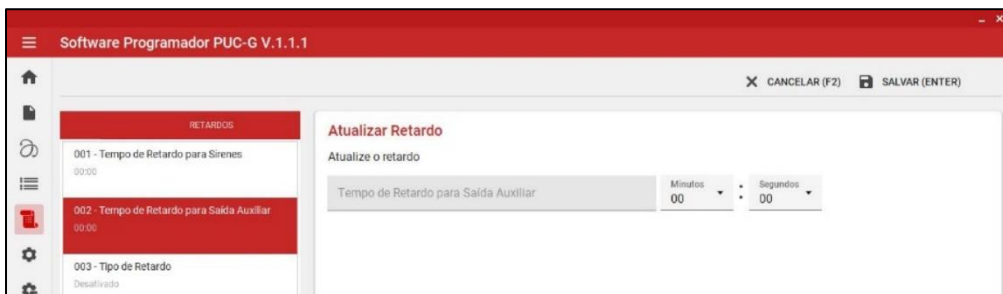 Software Programador PUC-G V.1.1.1
CANCELAR (F2) SALVAR (ENTER)
RETARDOS
001 - Tempo de Retardo para Sirenes
00:00
002 - Tempo de Retardo para Saída Auxiliar
00:00
003 - Tipo de Retardo
Desativado
Atualizar Retardo
Atualize o retardo
Tempo de Retardo para Saída Auxiliar
Minutos
00
:
Segundos
00